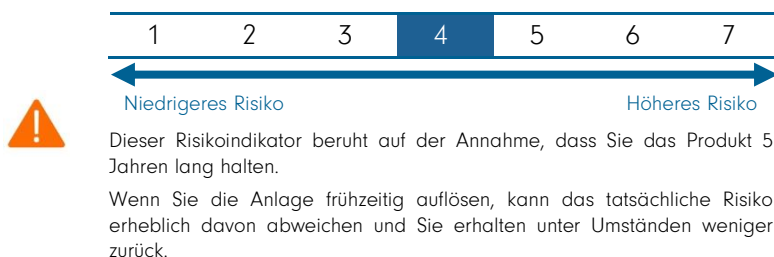 1 2 3 4 5 6 7
Niedrigeres Risiko Höheres Risiko
Dieser Risikoindikator beruht auf der Annahme, dass Sie das Produkt 5
Jahren lang halten.
Wenn Sie die Anlage frühzeitig auflösen, kann das tatsächliche Risiko
erheblich davon abweichen und Sie erhalten unter Umständen weniger
zurück.